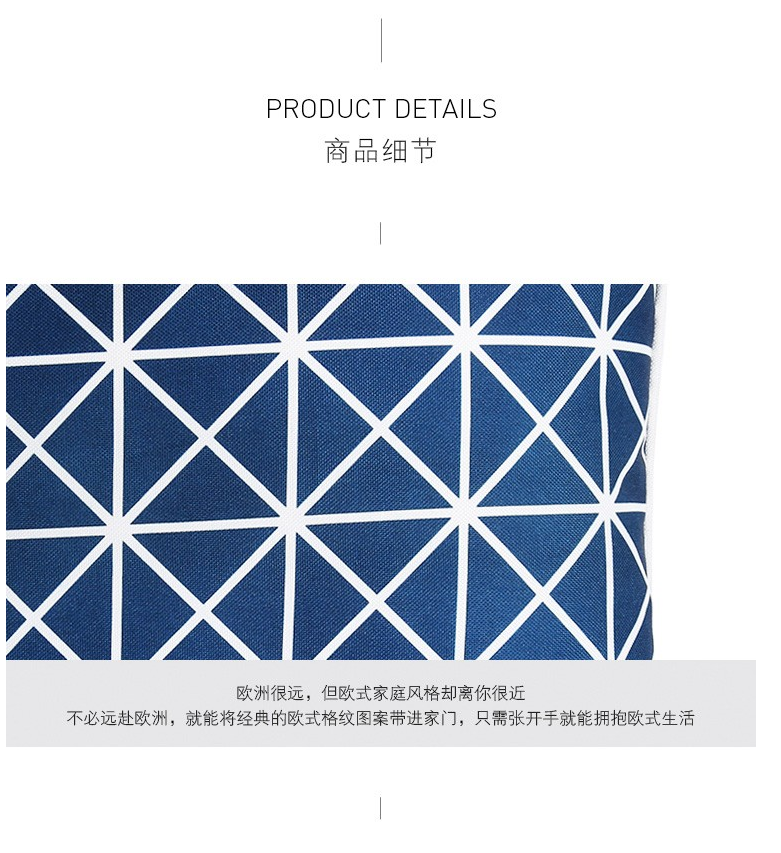 PRODUCT DETAILS
商品细节
欧洲很远，但欧式家庭风格却离你很近
不必远赴欧洲，就能将经典的欧式格纹图案带进家门，只需张开手就能拥抱欧式生活